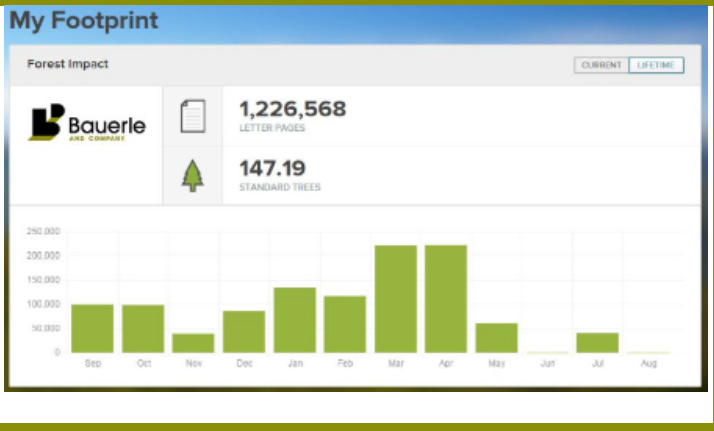 My Footprint
Forest Impact
CURRENT LIFETIME
Bauerle
AND COMPANY
1,226,568
LETTER PAGES
147.19
STANDARD TREES
250,000
200,000
150,000
100,000
50,000
0
Sep Oct Nov Dec Jan Feb Mar Apr May Jun Jul Aug